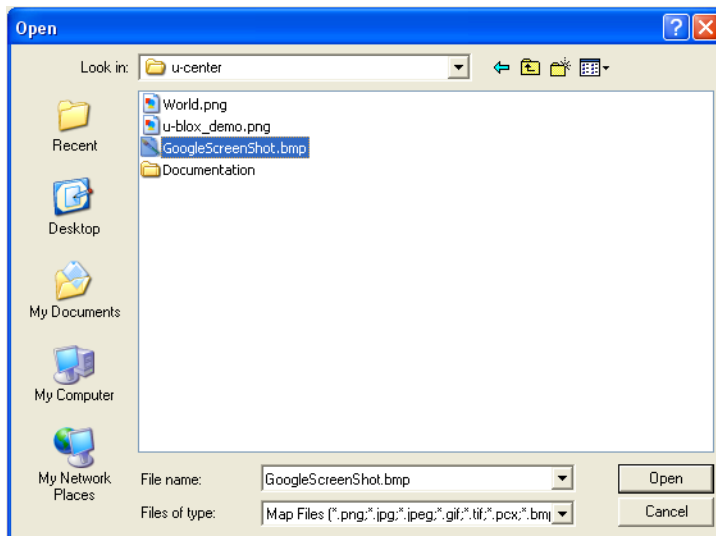 Open
Look in:
u-center
World.png
u-blox_demo.png
GoogleScreenShot.bmp
Documentation
Recent
Desktop
My Documents
My Computer
My Network
Places
File name:
GoogleScreenShot.bmp
Open
Files of type:
Map Files (*.png;*.jpg;*.jpeg;*.gif;*.tif;*.pcx;*.bmp
Cancel